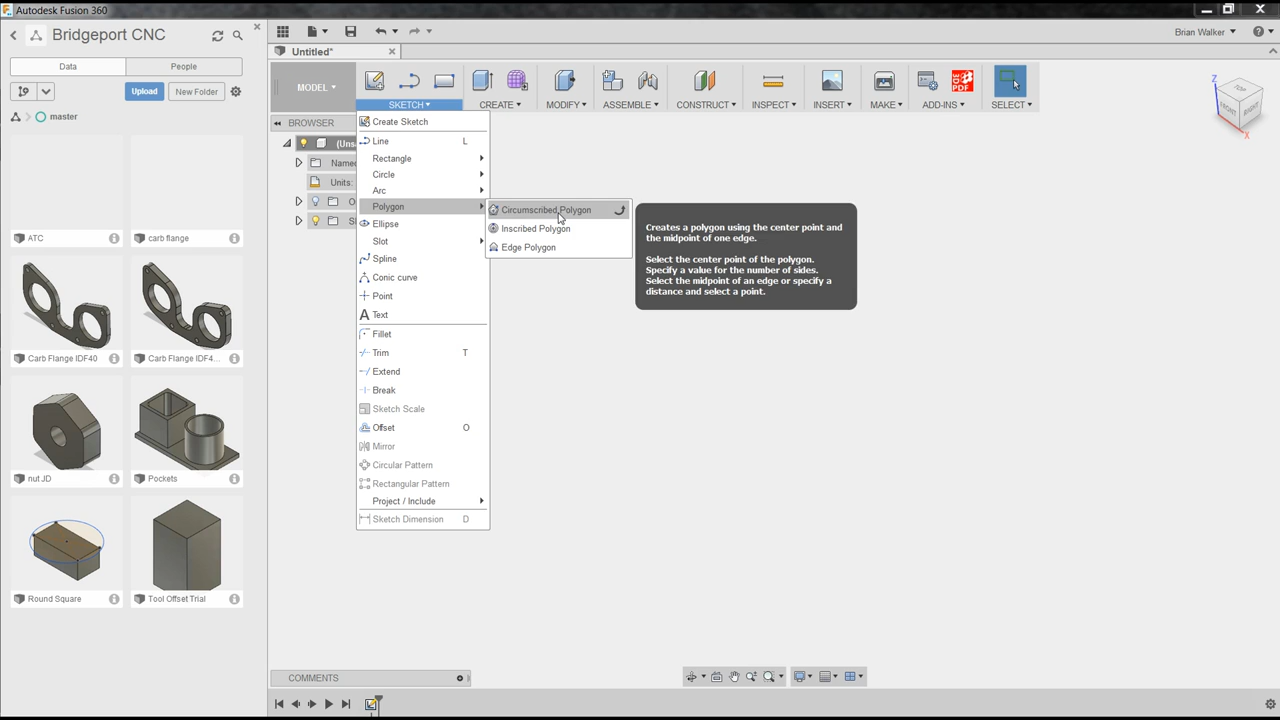 Autodesk Fusion 360
Bridgeport CNC
Data
People
Upload
New Folder
master
ATC
carb flange
Carb Flange IDF40
Carb Flange IDF4...
nut JD
Pockets
Round Square
Tool Offset Trial
Untitled*
Brian Walker
MODEL
SKETCH
CREATE
MODIFY
ASSEMBLE
CONSTRUCT
INSPECT
INSERT
MAKE
ADD-INS
SELECT
BROWSER
(Uns
Named
Units:
O
S
Create Sketch
Line L
Rectangle
Circle
Arc
Polygon
Ellipse
Slot
Spline
Conic curve
Point
Text
Fillet
Trim T
Extend
Break
Sketch Scale
Offset O
Mirror
Circular Pattern
Rectangular Pattern
Project / Include
Sketch Dimension D
Circumscribed Polygon
Inscribed Polygon
Edge Polygon
Creates a polygon using the center point and
the midpoint of one edge.
Select the center point of the polygon.
Specify a value for the number of sides.
Select the midpoint of an edge or specify a
distance and select a point.
Z
TOP
FRONT
RIGHT
X
COMMENTS